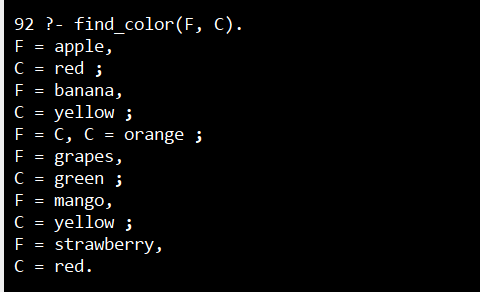 92 ?- find_color(F, C).
F = apple,
C = red ;
F = banana,
C = yellow ;
F = C, C = orange ;
F = grapes,
C = green ;
F = mango,
C = yellow ;
F = strawberry,
C = red.